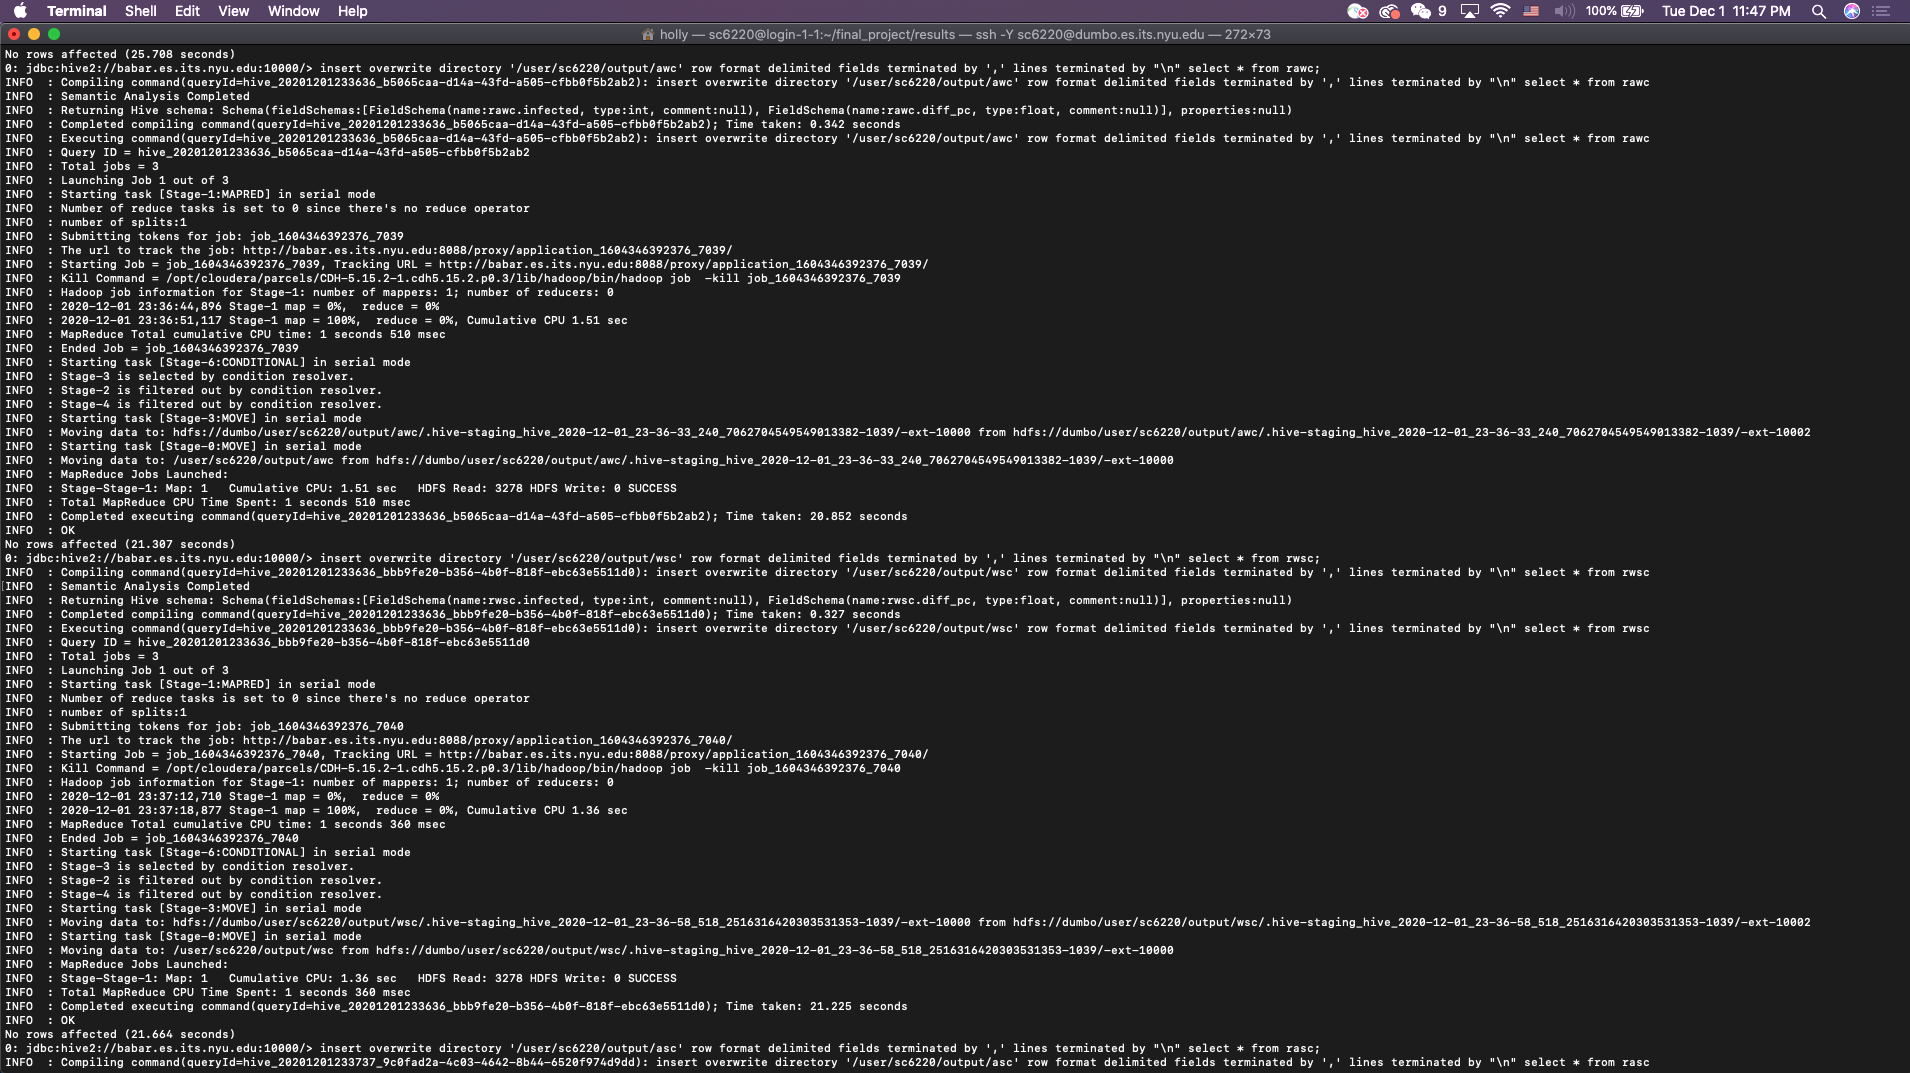 Terminal Shell Edit View Window Help 9 100% Tue Dec 1 11:47 PM
holly — sc6220@login-1-1:~/final_project/results — ssh -Y sc6220@dumbo.es.its.nyu.edu — 272×73
No rows affected (25.708 seconds)
0: jdbc:hive2://babar.es.its.nyu.edu:10000/> insert overwrite directory '/user/sc6220/output/awc' row format delimited fields terminated by ',' lines terminated by "\n" select * from rawc;
INFO  : Compiling command(queryId=hive_20201201233636_b5065caa-d14a-43fd-a505-cfbb0f5b2ab2): insert overwrite directory '/user/sc6220/output/awc' row format delimited fields terminated by ',' lines terminated by "\n" select * from rawc
INFO  : Semantic Analysis Completed
INFO  : Returning Hive schema: Schema(fieldSchemas:[FieldSchema(name:rawc.infected, type:int, comment:null), FieldSchema(name:rawc.diff_pc, type:float, comment:null)], properties:null)
INFO  : Completed compiling command(queryId=hive_20201201233636_b5065caa-d14a-43fd-a505-cfbb0f5b2ab2); Time taken: 0.342 seconds
INFO  : Executing command(queryId=hive_20201201233636_b5065caa-d14a-43fd-a505-cfbb0f5b2ab2): insert overwrite directory '/user/sc6220/output/awc' row format delimited fields terminated by ',' lines terminated by "\n" select * from rawc
INFO  : Query ID = hive_20201201233636_b5065caa-d14a-43fd-a505-cfbb0f5b2ab2
INFO  : Total jobs = 3
INFO  : Launching Job 1 out of 3
INFO  : Starting task [Stage-1:MAPRED] in serial mode
INFO  : Number of reduce tasks is set to 0 since there's no reduce operator
INFO  : number of splits:1
INFO  : Submitting tokens for job: job_1604346392376_7039
INFO  : The url to track the job: http://babar.es.its.nyu.edu:8088/proxy/application_1604346392376_7039/
INFO  : Starting Job = job_1604346392376_7039, Tracking URL = http://babar.es.its.nyu.edu:8088/proxy/application_1604346392376_7039/
INFO  : Kill Command = /opt/cloudera/parcels/CDH-5.15.2-1.cdh5.15.2.p0.3/lib/hadoop/bin/hadoop job  -kill job_1604346392376_7039
INFO  : Hadoop job information for Stage-1: number of mappers: 1; number of reducers: 0
INFO  : 2020-12-01 23:36:44,896 Stage-1 map = 0%,  reduce = 0%
INFO  : 2020-12-01 23:36:51,117 Stage-1 map = 100%,  reduce = 0%, Cumulative CPU 1.51 sec
INFO  : MapReduce Total cumulative CPU time: 1 seconds 510 msec
INFO  : Ended Job = job_1604346392376_7039
INFO  : Starting task [Stage-6:CONDITIONAL] in serial mode
INFO  : Stage-3 is selected by condition resolver.
INFO  : Stage-2 is filtered out by condition resolver.
INFO  : Stage-4 is filtered out by condition resolver.
INFO  : Starting task [Stage-3:MOVE] in serial mode
INFO  : Moving data to: hdfs://dumbo/user/sc6220/output/awc/.hive-staging_hive_2020-12-01_23-36-33_240_7062704549549013382-1039/-ext-10000 from hdfs://dumbo/user/sc6220/output/awc/.hive-staging_hive_2020-12-01_23-36-33_240_7062704549549013382-1039/-ext-10002
INFO  : Starting task [Stage-0:MOVE] in serial mode
INFO  : Moving data to: /user/sc6220/output/awc from hdfs://dumbo/user/sc6220/output/awc/.hive-staging_hive_2020-12-01_23-36-33_240_7062704549549013382-1039/-ext-10000
INFO  : MapReduce Jobs Launched:
INFO  : Stage-Stage-1: Map: 1   Cumulative CPU: 1.51 sec   HDFS Read: 3278 HDFS Write: 0 SUCCESS
INFO  : Total MapReduce CPU Time Spent: 1 seconds 510 msec
INFO  : Completed executing command(queryId=hive_20201201233636_b5065caa-d14a-43fd-a505-cfbb0f5b2ab2); Time taken: 20.852 seconds
INFO  : OK
No rows affected (21.307 seconds)
0: jdbc:hive2://babar.es.its.nyu.edu:10000/> insert overwrite directory '/user/sc6220/output/wsc' row format delimited fields terminated by ',' lines terminated by "\n" select * from rwsc;
INFO  : Compiling command(queryId=hive_20201201233636_bbb9fe20-b356-4b0f-818f-ebc63e5511d0): insert overwrite directory '/user/sc6220/output/wsc' row format delimited fields terminated by ',' lines terminated by "\n" select * from rwsc
INFO  : Semantic Analysis Completed
INFO  : Returning Hive schema: Schema(fieldSchemas:[FieldSchema(name:rwsc.infected, type:int, comment:null), FieldSchema(name:rwsc.diff_pc, type:float, comment:null)], properties:null)
INFO  : Completed compiling command(queryId=hive_20201201233636_bbb9fe20-b356-4b0f-818f-ebc63e5511d0); Time taken: 0.327 seconds
INFO  : Executing command(queryId=hive_20201201233636_bbb9fe20-b356-4b0f-818f-ebc63e5511d0): insert overwrite directory '/user/sc6220/output/wsc' row format delimited fields terminated by ',' lines terminated by "\n" select * from rwsc
INFO  : Query ID = hive_20201201233636_bbb9fe20-b356-4b0f-818f-ebc63e5511d0
INFO  : Total jobs = 3
INFO  : Launching Job 1 out of 3
INFO  : Starting task [Stage-1:MAPRED] in serial mode
INFO  : Number of reduce tasks is set to 0 since there's no reduce operator
INFO  : number of splits:1
INFO  : Submitting tokens for job: job_1604346392376_7040
INFO  : The url to track the job: http://babar.es.its.nyu.edu:8088/proxy/application_1604346392376_7040/
INFO  : Starting Job = job_1604346392376_7040, Tracking URL = http://babar.es.its.nyu.edu:8088/proxy/application_1604346392376_7040/
INFO  : Kill Command = /opt/cloudera/parcels/CDH-5.15.2-1.cdh5.15.2.p0.3/lib/hadoop/bin/hadoop job  -kill job_1604346392376_7040
INFO  : Hadoop job information for Stage-1: number of mappers: 1; number of reducers: 0
INFO  : 2020-12-01 23:37:12,710 Stage-1 map = 0%,  reduce = 0%
INFO  : 2020-12-01 23:37:18,877 Stage-1 map = 100%,  reduce = 0%, Cumulative CPU 1.36 sec
INFO  : MapReduce Total cumulative CPU time: 1 seconds 360 msec
INFO  : Ended Job = job_1604346392376_7040
INFO  : Starting task [Stage-6:CONDITIONAL] in serial mode
INFO  : Stage-3 is selected by condition resolver.
INFO  : Stage-2 is filtered out by condition resolver.
INFO  : Stage-4 is filtered out by condition resolver.
INFO  : Starting task [Stage-3:MOVE] in serial mode
INFO  : Moving data to: hdfs://dumbo/user/sc6220/output/wsc/.hive-staging_hive_2020-12-01_23-36-58_518_2516316420303531353-1039/-ext-10000 from hdfs://dumbo/user/sc6220/output/wsc/.hive-staging_hive_2020-12-01_23-36-58_518_2516316420303531353-1039/-ext-10002
INFO  : Starting task [Stage-0:MOVE] in serial mode
INFO  : Moving data to: /user/sc6220/output/wsc from hdfs://dumbo/user/sc6220/output/wsc/.hive-staging_hive_2020-12-01_23-36-58_518_2516316420303531353-1039/-ext-10000
INFO  : MapReduce Jobs Launched:
INFO  : Stage-Stage-1: Map: 1   Cumulative CPU: 1.36 sec   HDFS Read: 3278 HDFS Write: 0 SUCCESS
INFO  : Total MapReduce CPU Time Spent: 1 seconds 360 msec
INFO  : Completed executing command(queryId=hive_20201201233636_bbb9fe20-b356-4b0f-818f-ebc63e5511d0); Time taken: 21.225 seconds
INFO  : OK
No rows affected (21.664 seconds)
0: jdbc:hive2://babar.es.its.nyu.edu:10000/> insert overwrite directory '/user/sc6220/output/asc' row format delimited fields terminated by ',' lines terminated by "\n" select * from rasc;
INFO  : Compiling command(queryId=hive_20201201233737_9c0fad2a-4c03-4642-8b44-6520f974d9dd): insert overwrite directory '/user/sc6220/output/asc' row format delimited fields terminated by ',' lines terminated by "\n" select * from rasc